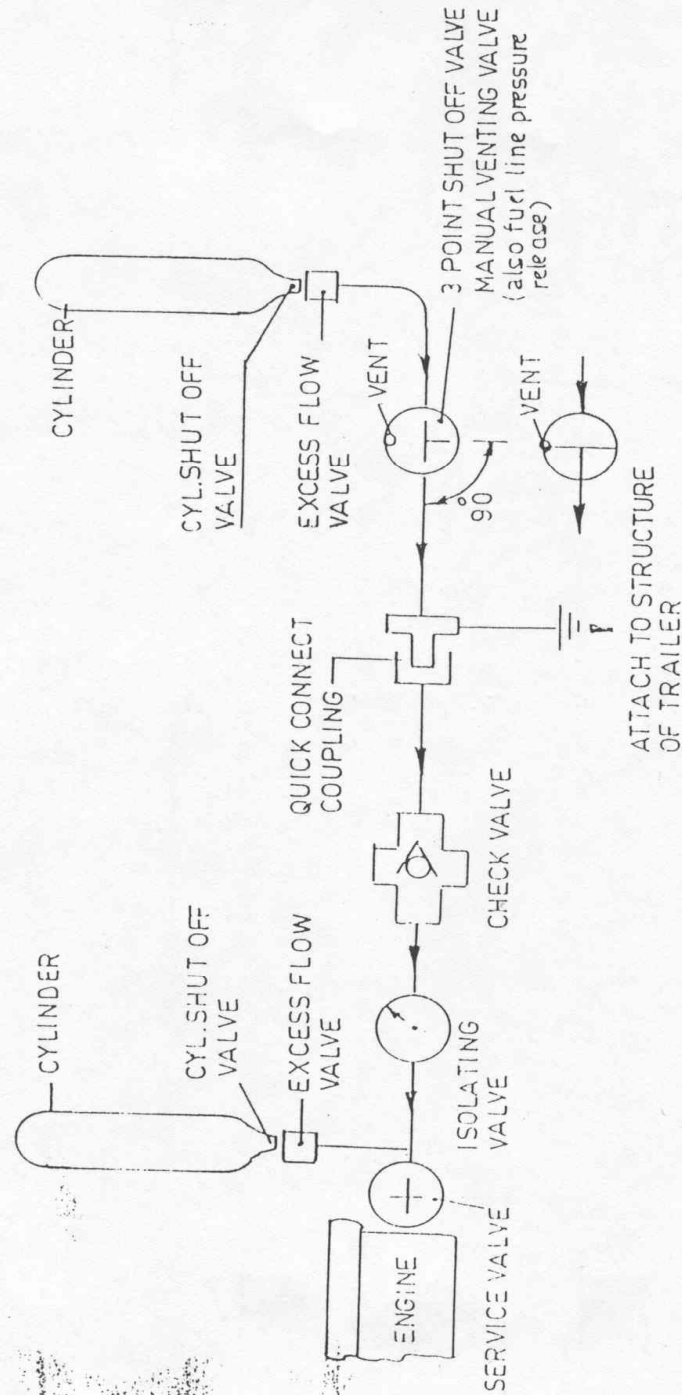 CYLINDER
CYL.SHUT OFF
VALVE
EXCESS FLOW
VALVE
ENGINE
SERVICE VALVE
ISOLATING
VALVE
CHECK VALVE
QUICK CONNECT
COUPLING
ATTACH TO STRUCTURE
OF TRAILER
CYLINDER
CYL.SHUT OFF
VALVE
EXCESS FLOW
VALVE
VENT
90°
3 POINT SHUT OFF VALVE
MANUAL VENTING VALVE
(also fuel line pressure
release)
VENT